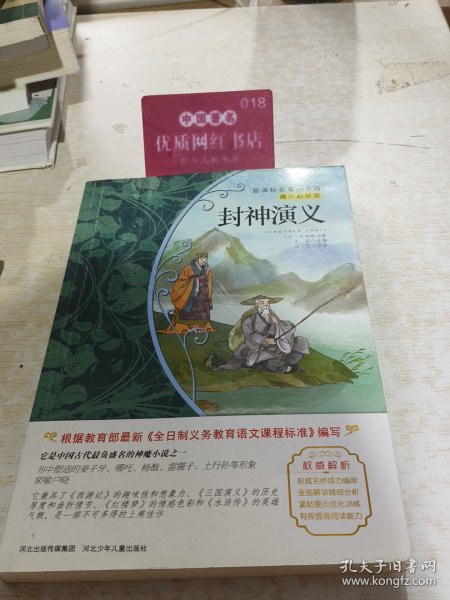 018
中国著名
优质网红书店
新课标名著小书坊
青少彩绘版
封神演义
根据教育部最新《全日制义务教育语文课程标准》编写
它是中国古代最负盛名的神魔小说之一
书中塑造的姜子牙、哪吒、杨戬、雷震子、土行孙等形象
家喻户晓
它兼具了《西游记》的趣味性和想象力、《三国演义》的历史
厚度和曲折情节、《红楼梦》的情感色彩和《水浒传》的英雄
气概，是一部不可多得的上乘佳作
权威解析
权威名师倾力编审
全面解读精细分析
紧贴要点优化训练
有效提高阅读能力
河北出版传媒集团 河北少年儿童出版社
孔夫子旧书网
www.kongfz.com